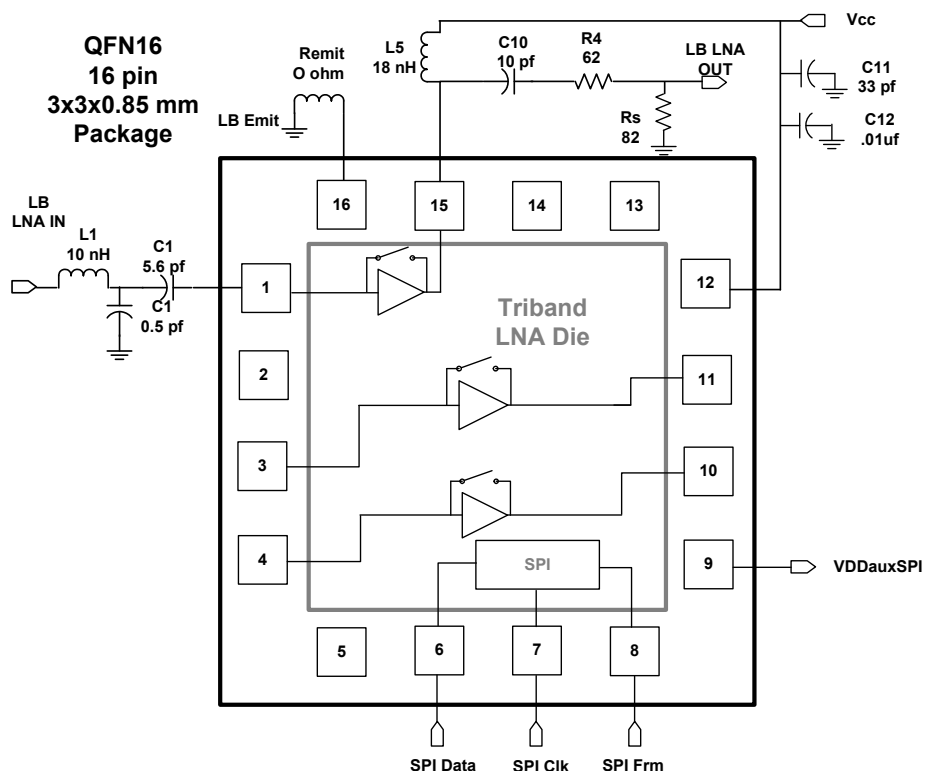 QFN16
16 pin
3x3x0.85 mm
Package
Remit
O ohm
LB Emit
L5
18 nH
C10
10 pf
R4
62
LB LNA
OUT
Rs
82
Vcc
C11
33 pf
C12
.01uf
LB
LNA IN
L1
10 nH
C1
5.6 pf
C1
0.5 pf
16
15
14
13
1
2
3
4
12
11
10
9
Triband
LNA Die
SPI
VDDauxSPI
5
6
7
8
SPI Data
SPI Clk
SPI Frm